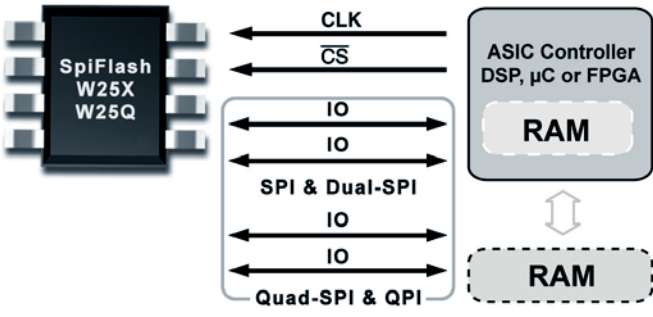 SpiFlash
W25X
W25Q
CLK
C̅S̅
IO
IO
SPI & Dual-SPI
IO
IO
Quad-SPI & QPI
ASIC Controller
DSP, µC or FPGA
RAM
RAM